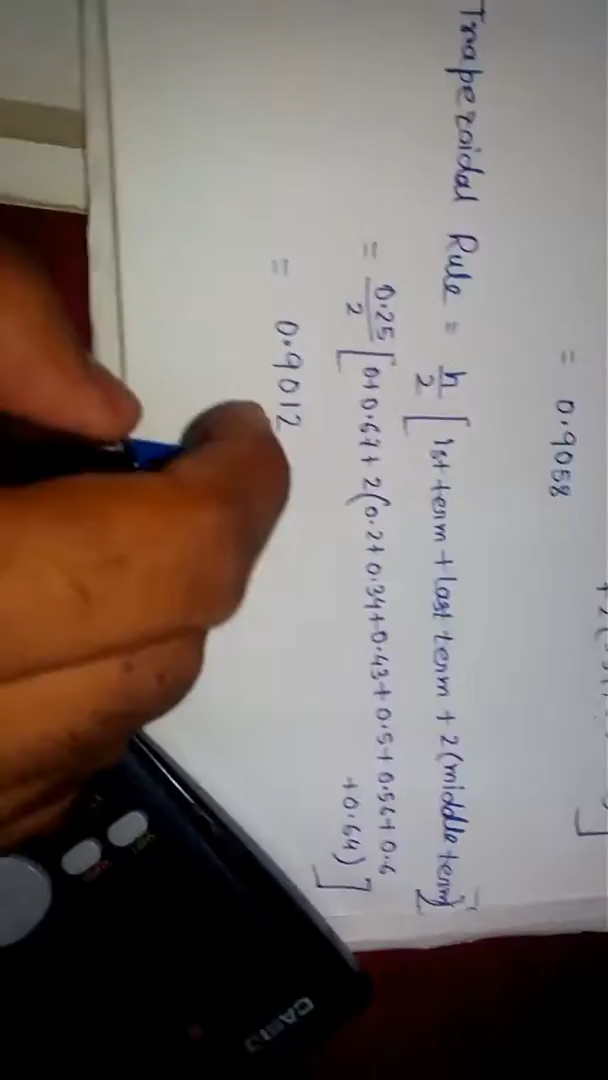 = 0.9058
Trapezoidal Rule = h/2 [1st term + last term + 2(middle term)]
= 0.25/2 [0+0.67+ 2(0.2+0.34+0.43+0.5+0.56+0.6
+0.64)]
= 0.9012
CASIO